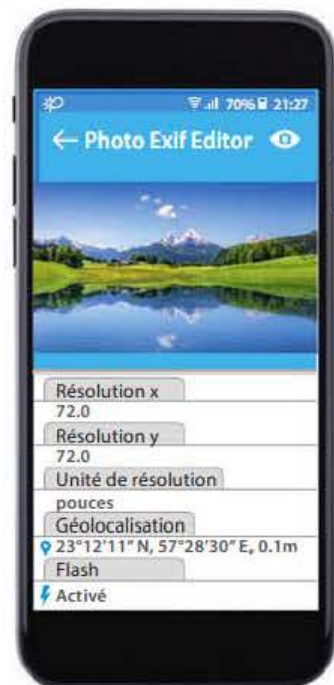 70% 21:27
← Photo Exif Editor
Résolution x
72.0
Résolution y
72.0
Unité de résolution
pouces
Géolocalisation
23°12'11" N, 57°28'30" E, 0.1m
Flash
Activé